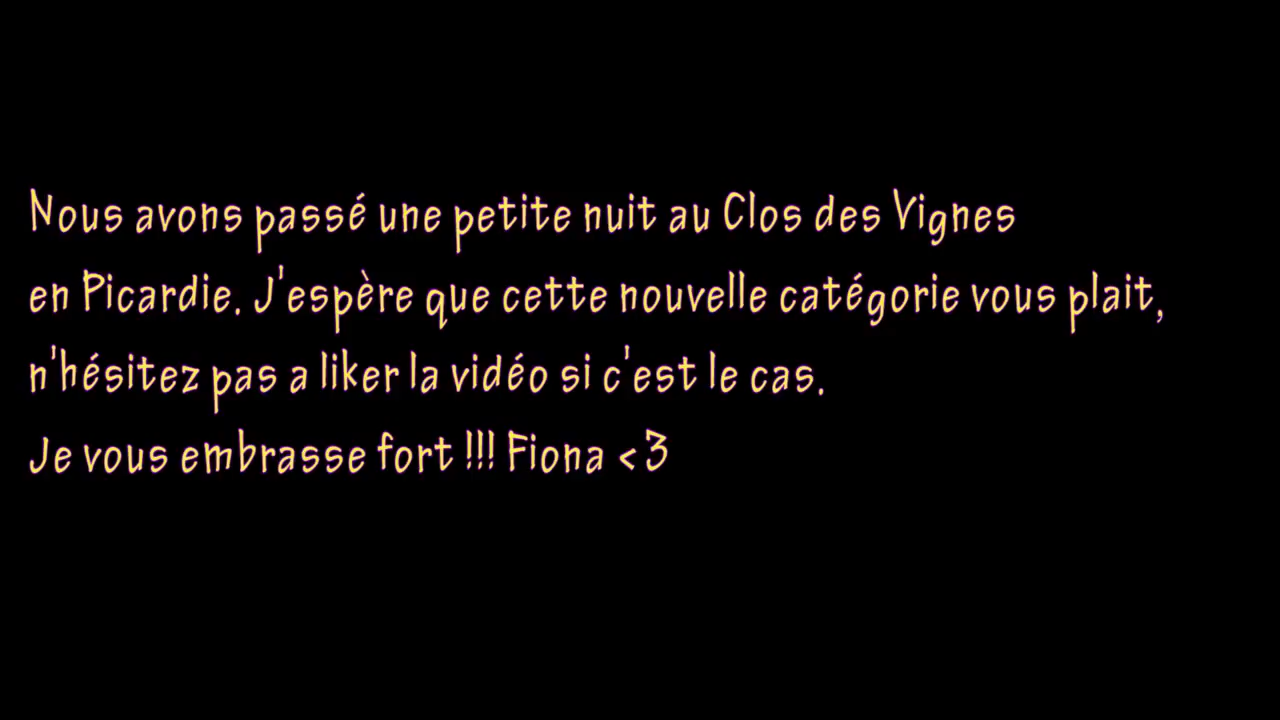 Nous avons passé une petite nuit au Clos des Vignes
en Picardie. J'espère que cette nouvelle catégorie vous plait,
n'hésitez pas a liker la vidéo si c'est le cas.
Je vous embrasse fort !!! Fiona <3